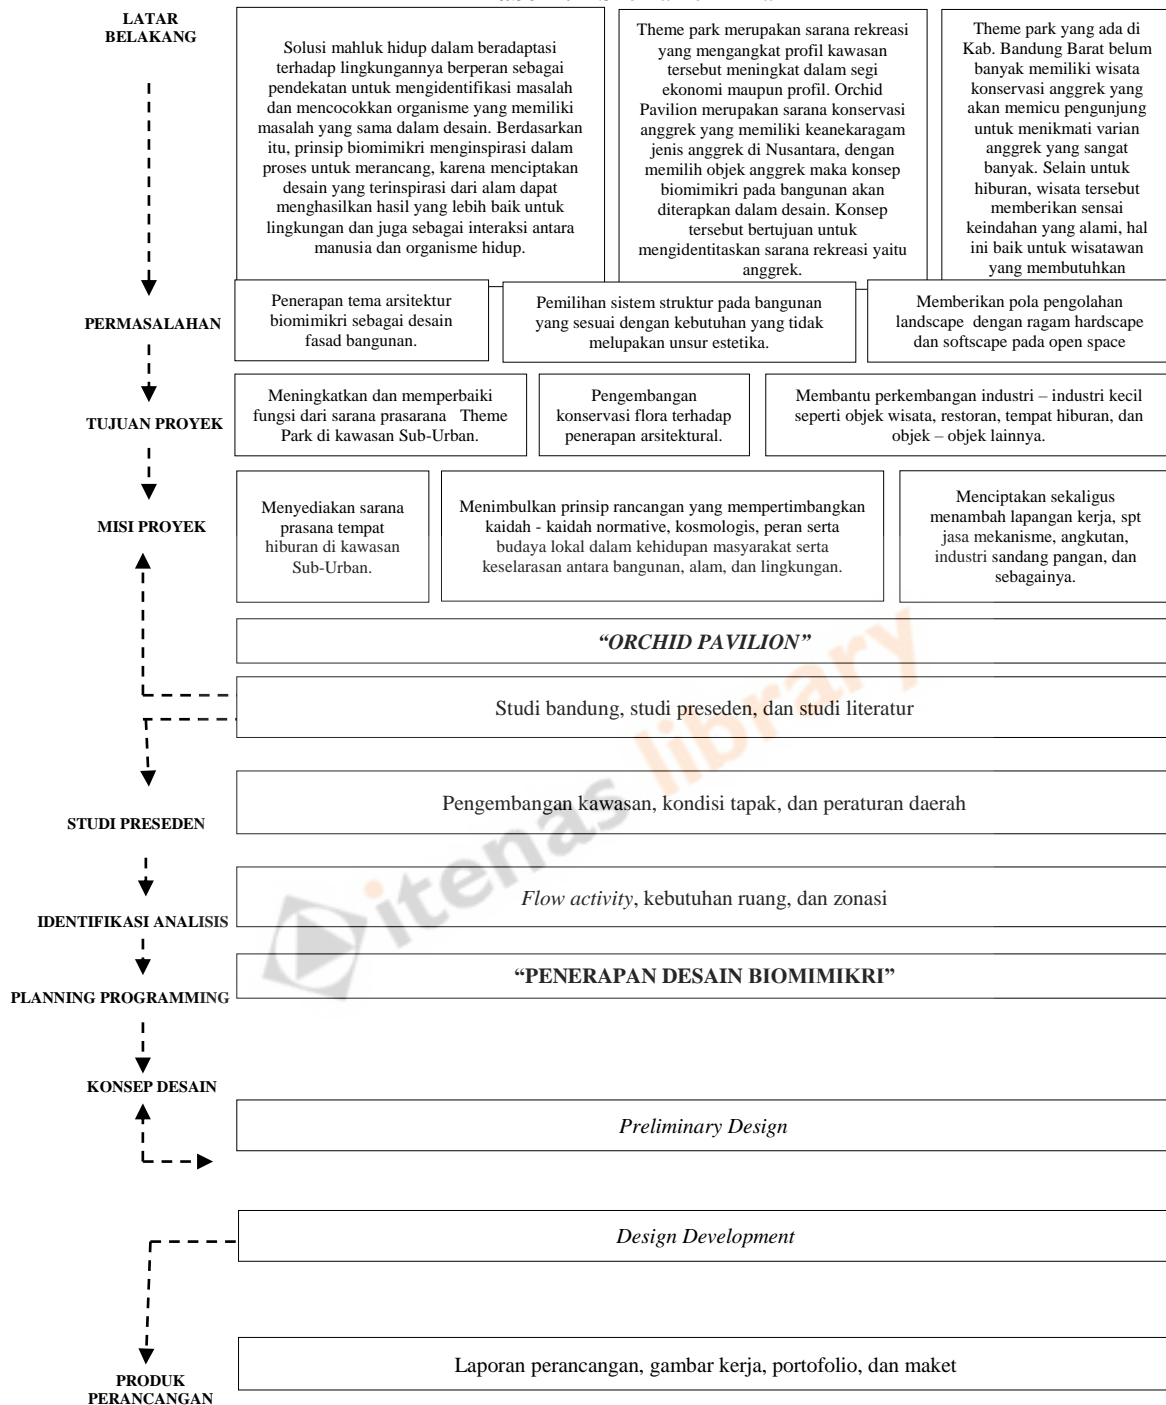 LATAR
BELAKANG
Solusi mahluk hidup dalam beradaptasi
terhadap lingkungannya berperan sebagai
pendekatan untuk mengidentifikasi masalah
dan mencocokkan organisme yang memiliki
masalah yang sama dalam desain. Berdasarkan
itu, prinsip biomimikri menginspirasi dalam
proses untuk merancang, karena menciptakan
desain yang terinspirasi dari alam dapat
menghasilkan hasil yang lebih baik untuk
lingkungan dan juga sebagai interaksi antara
manusia dan organisme hidup.
Theme park merupakan sarana rekreasi
yang mengangkat profil kawasan
tersebut meningkat dalam segi
ekonomi maupun profil. Orchid
Pavilion merupakan sarana konservasi
anggrek yang memiliki keanekaragam
jenis anggrek di Nusantara, dengan
memilih objek anggrek maka konsep
biomimikri pada bangunan akan
diterapkan dalam desain. Konsep
tersebut bertujuan untuk
mengidentitaskan sarana rekreasi yaitu
anggrek.
Theme park yang ada di
Kab. Bandung Barat belum
banyak memiliki wisata
konservasi anggrek yang
akan memicu pengunjung
untuk menikmati varian
anggrek yang sangat
banyak. Selain untuk
hiburan, wisata tersebut
memberikan sensai
keindahan yang alami, hal
ini baik untuk wisatawan
yang membutuhkan
PERMASALAHAN
Penerapan tema arsitektur
biomimikri sebagai desain
fasad bangunan.
Pemilihan sistem struktur pada bangunan
yang sesuai dengan kebutuhan yang tidak
melupakan unsur estetika.
Memberikan pola pengolahan
landscape dengan ragam hardscape
dan softscape pada open space
TUJUAN PROYEK
Meningkatkan dan memperbaiki
fungsi dari sarana prasarana Theme
Park di kawasan Sub-Urban.
Pengembangan
konservasi flora terhadap
penerapan arsitektural.
Membantu perkembangan industri – industri kecil
seperti objek wisata, restoran, tempat hiburan, dan
objek – objek lainnya.
MISI PROYEK
Menyediakan sarana
prasana tempat
hiburan di kawasan
Sub-Urban.
Menimbulkan prinsip rancangan yang mempertimbangkan
kaidah - kaidah normative, kosmologis, peran serta
budaya lokal dalam kehidupan masyarakat serta
keselarasan antara bangunan, alam, dan lingkungan.
Menciptakan sekaligus
menambah lapangan kerja, spt
jasa mekanisme, angkutan,
industri sandang pangan, dan
sebagainya.
“ORCHID PAVILION”
Studi bandung, studi preseden, dan studi literatur
STUDI PRESEDEN
Pengembangan kawasan, kondisi tapak, dan peraturan daerah
itenas library
IDENTIFIKASI ANALISIS
Flow activity, kebutuhan ruang, dan zonasi
PLANNING PROGRAMMING
“PENERAPAN DESAIN BIOMIMIKRI”
KONSEP DESAIN
Preliminary Design
Design Development
PRODUK
PERANCANGAN
Laporan perancangan, gambar kerja, portofolio, dan maket